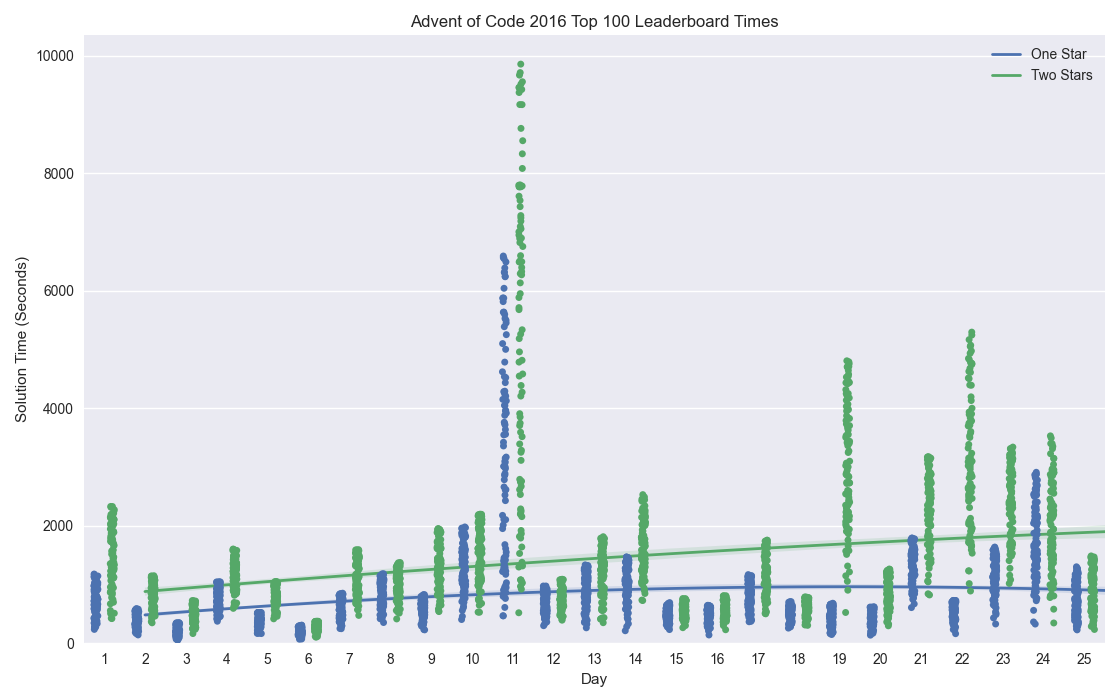 Advent of Code 2016 Top 100 Leaderboard Times
One Star
Two Stars
10000
8000
6000
4000
2000
0
Solution Time (Seconds)
1 2 3 4 5 6 7 8 9 10 11 12 13 14 15 16 17 18 19 20 21 22 23 24 25
Day